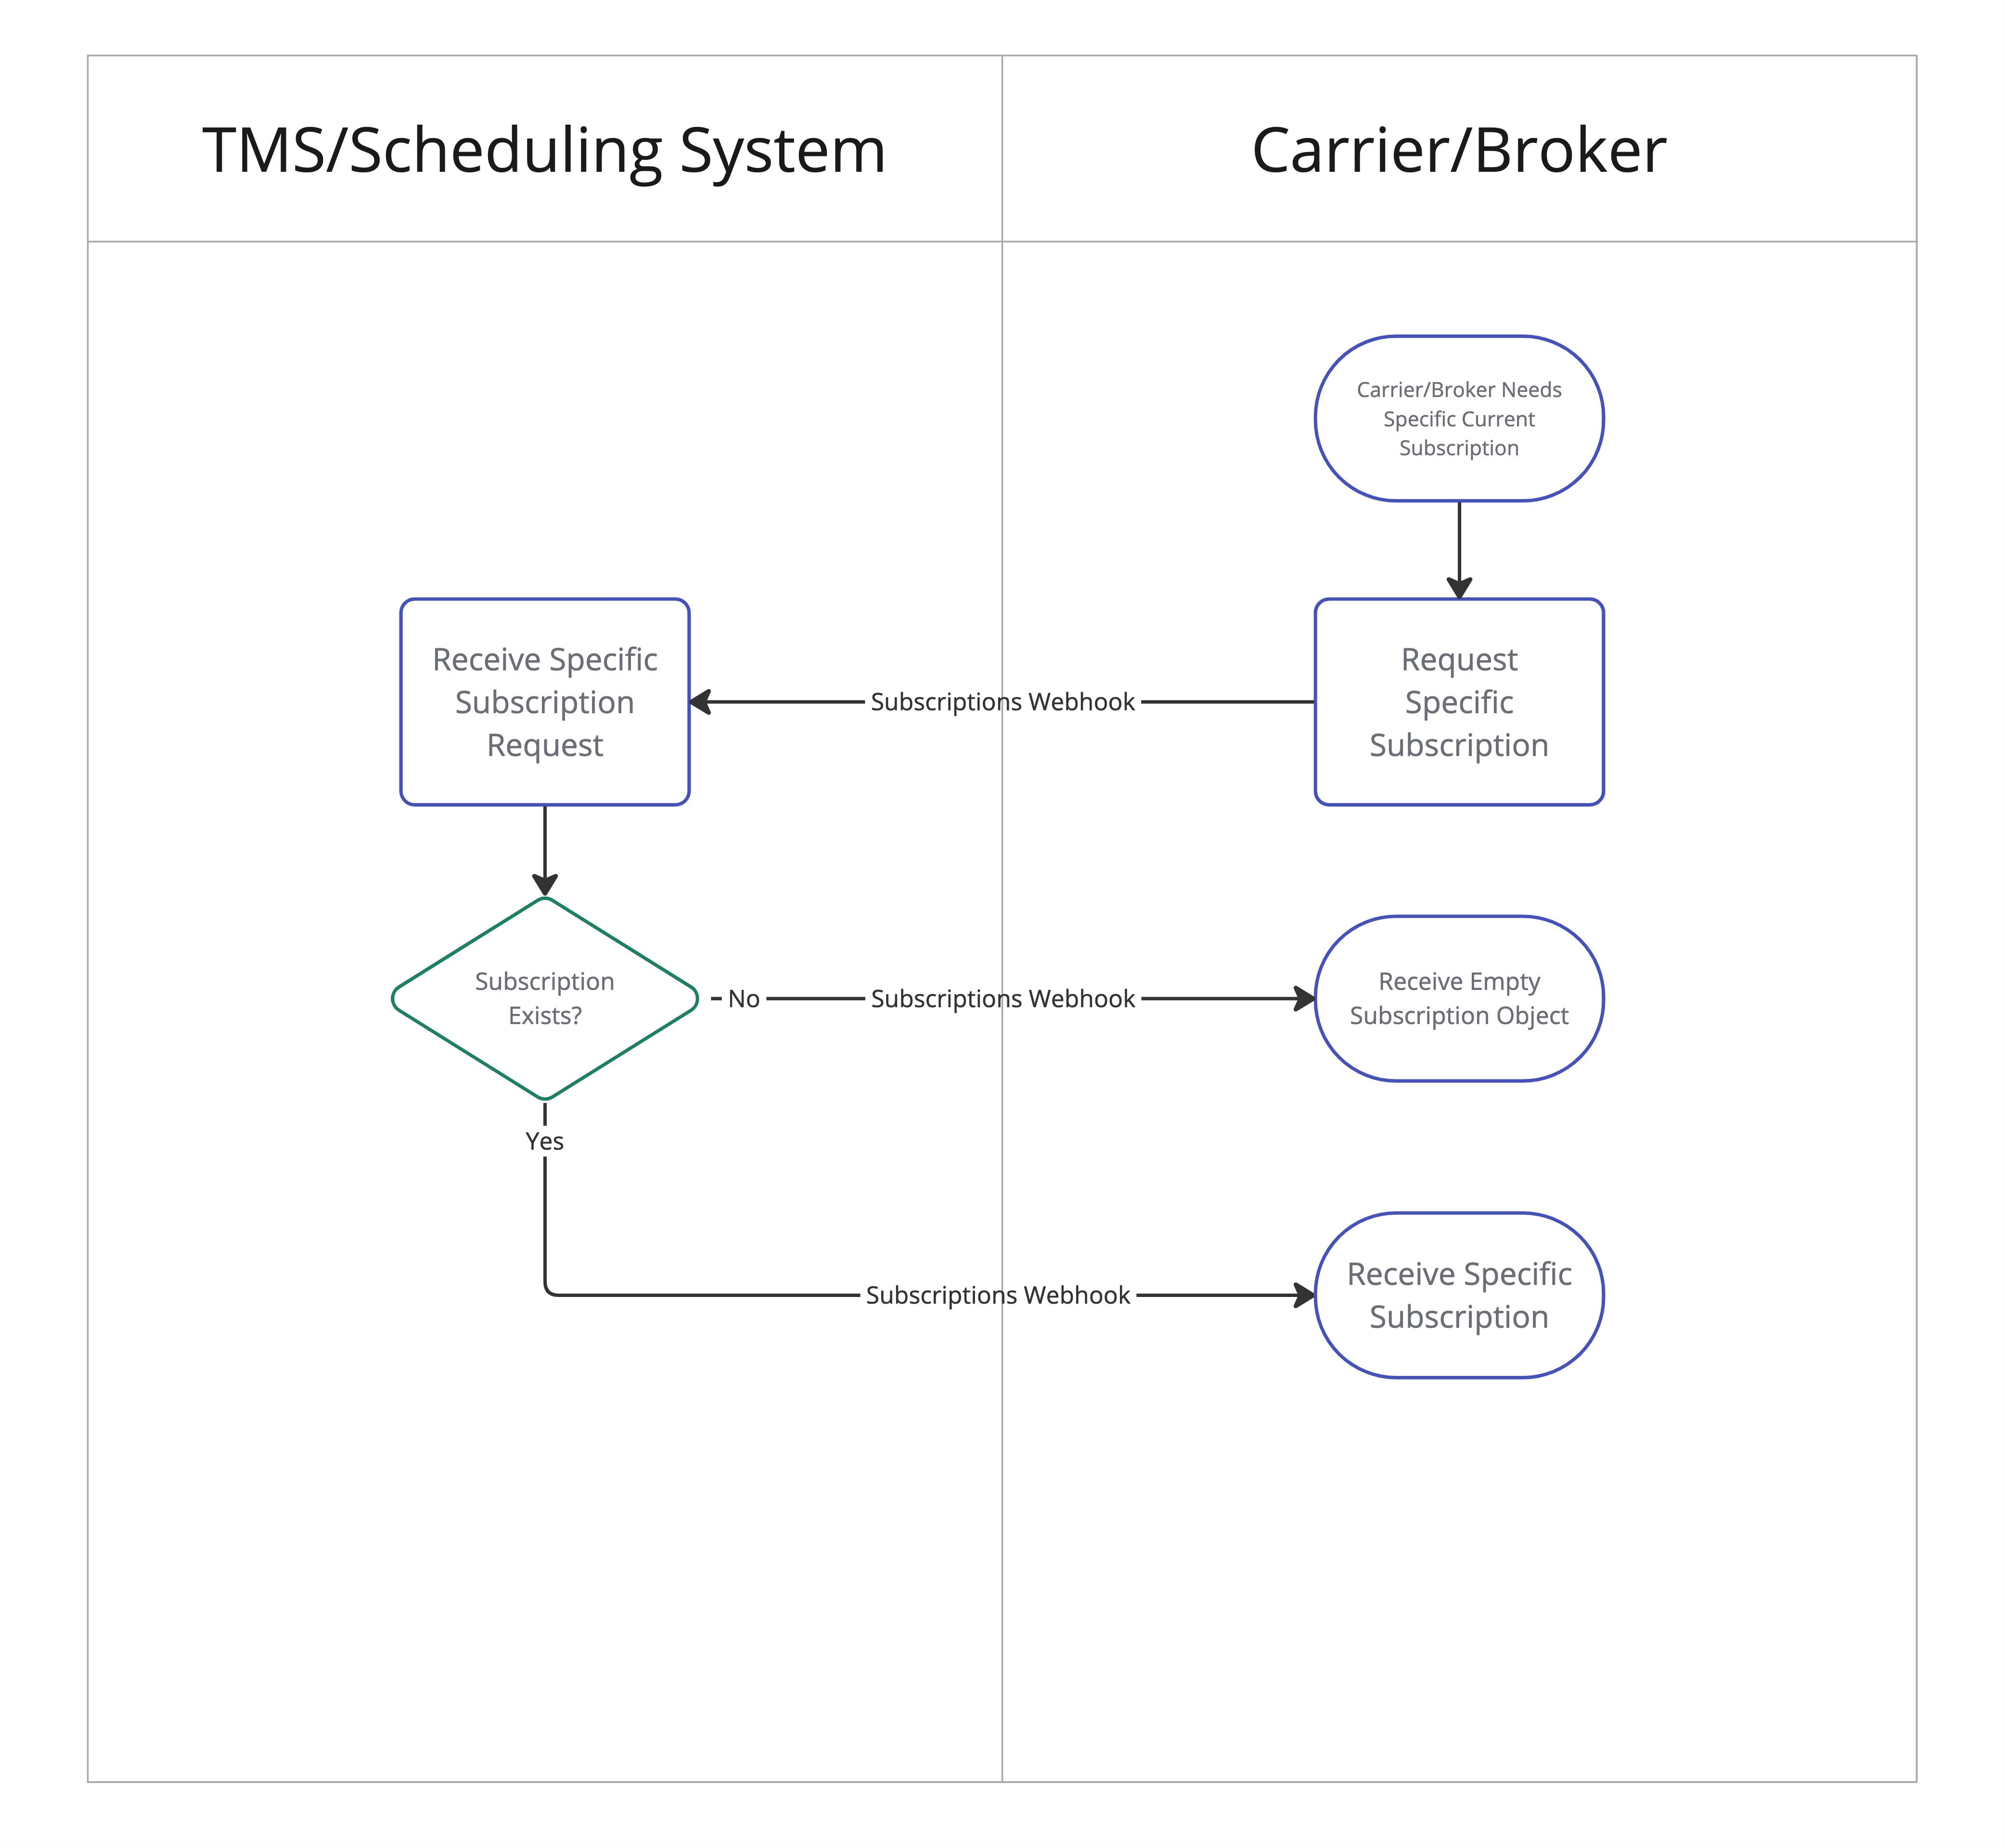 TMS/Scheduling System
Carrier/Broker
Carrier/Broker Needs
Specific Current
Subscription
Receive Specific
Subscription
Request
Subscriptions Webhook
Request
Specific
Subscription
Subscription
Exists?
No
Subscriptions Webhook
Receive Empty
Subscription Object
Yes
Subscriptions Webhook
Receive Specific
Subscription